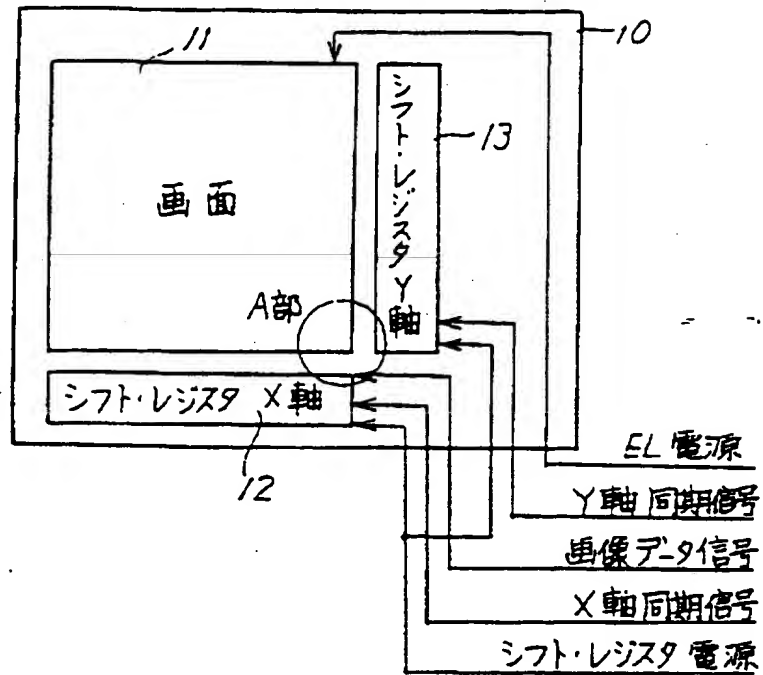 10
11
シフト・レジスタ Y軸
13
画面
A部
シフト・レジスタ X軸
12
EL 電源
Y軸同期信号
画像データ信号
X軸同期信号
シフト・レジスタ 電源